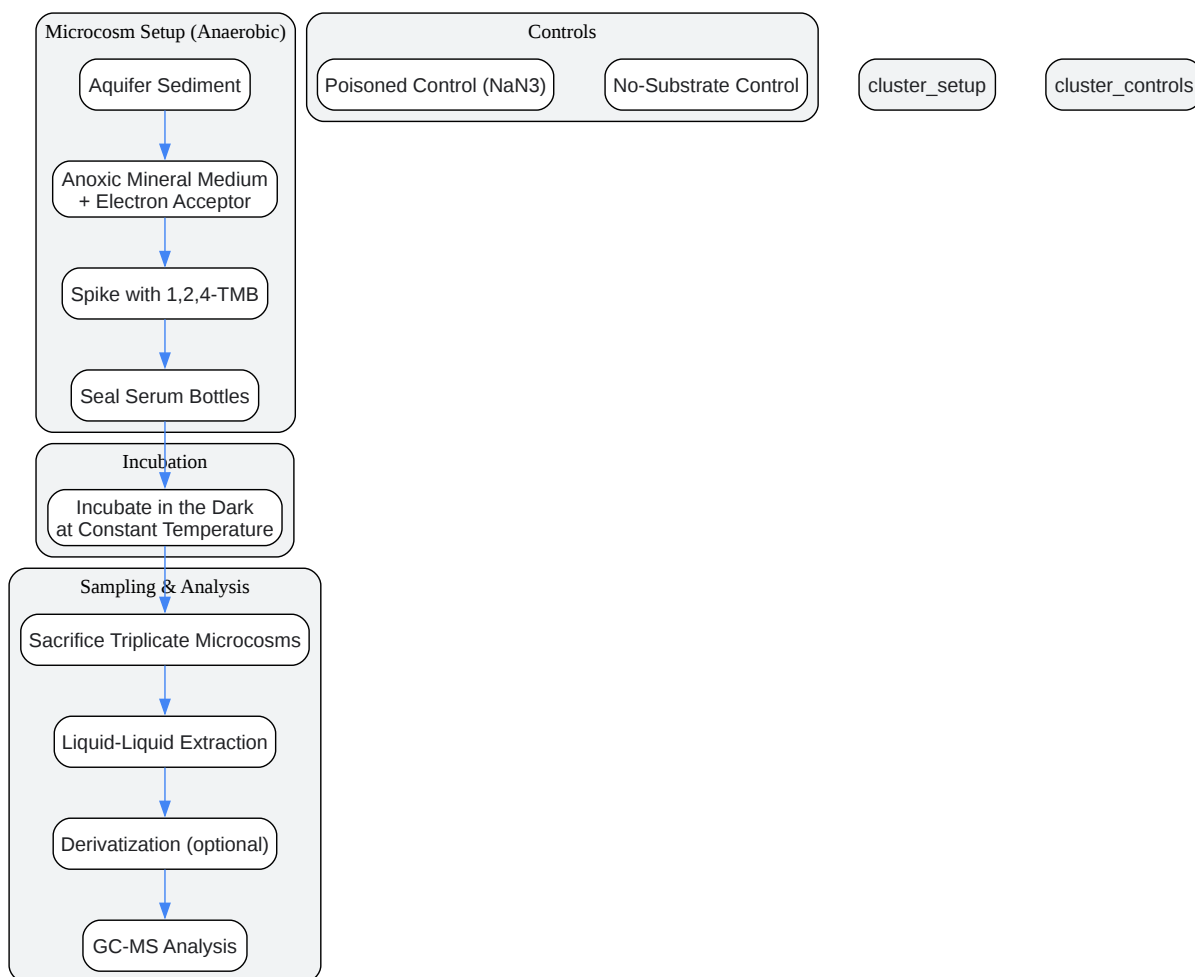 Microcosm Setup (Anaerobic)
Aquifer Sediment
Anoxic Mineral Medium
+ Electron Acceptor
Spike with 1,2,4-TMB
Seal Serum Bottles
Controls
Poisoned Control (NaN3)
No-Substrate Control
cluster_setup
cluster_controls
Incubation
Incubate in the Dark
at Constant Temperature
Sampling & Analysis
Sacrifice Triplicate Microcosms
Liquid-Liquid Extraction
Derivatization (optional)
GC-MS Analysis